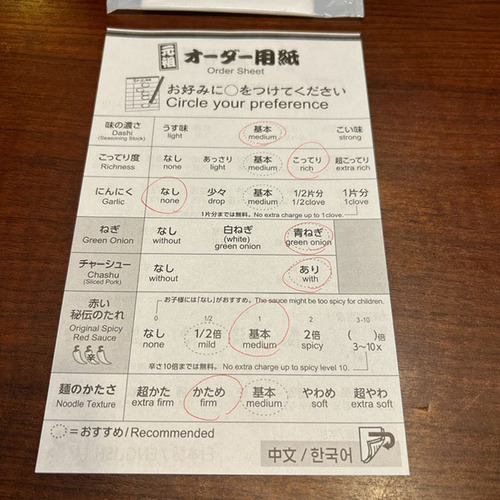 元祖 オーダー用紙
Order Sheet
お好みに○をつけてください
Circle your preference
味の濃さ うす味 基本 こい味
Dashi light medium strong
(Seasoning Stock)
こってり度 なし あっさり 基本 こってり 超こってり
Richness none light medium rich extra rich
にんにく なし 少々 基本 1/2片分 1片分
Garlic none drop medium 1/2clove 1clove
1片分までは無料。No extra charge up to 1clove.
ねぎ なし 白ねぎ 青ねぎ
Green Onion without (white) green onion
green onion
チャーシュー なし あり
Chashu without with
(Sliced Pork)
お子様には「なし」がおすすめ。The sauce might be too spicy for children.
赤い
秘伝のたれ
0 1/2 1 2 3-10
Original Spicy なし 1/2倍 基本 2倍 ( )倍
Red Sauce none mild medium spicy 3〜10x
辛
辛さ10倍までは無料。No extra charge up to spicy level 10.
麺のかたさ 超かた かため 基本 やわめ 超やわ
Noodle Texture extra firm firm medium soft extra soft
=おすすめ/Recommended
中文/한국어